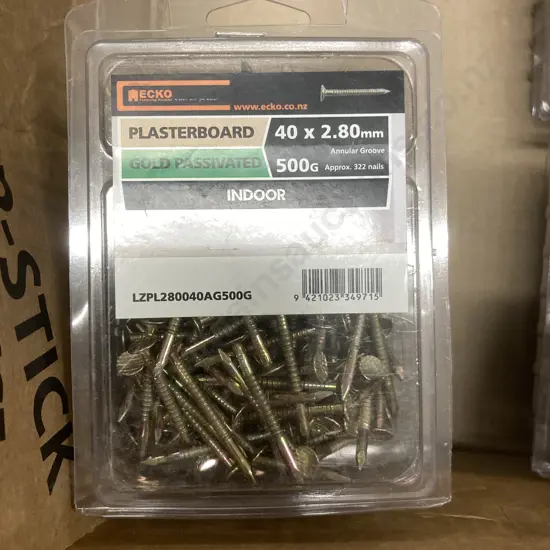 ECKO
www.ecko.co.nz
PLASTERBOARD
40 x 2.80mm
Annular Groove
GOLD PASSIVATED
500G Approx. 322 nails
INDOOR
LZPL280040AG500G
9 421023 349715
-STICK